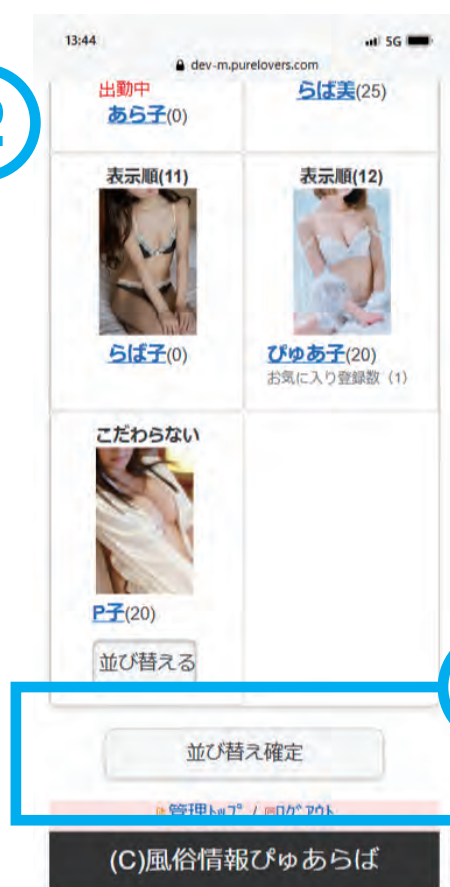 13:44 5G
dev-m.purelovers.com
2
出勤中
あら子(0)
らば美(25)
表示順(11)
らば子(0)
表示順(12)
ぴゅあ子(20)
お気に入り登録数（1）
こだわらない
P子(20)
並び替える
並び替え確定
管理ﾄｯﾌﾟ / ﾛｸﾞｱｳﾄ
(C)風俗情報ぴゅあらば